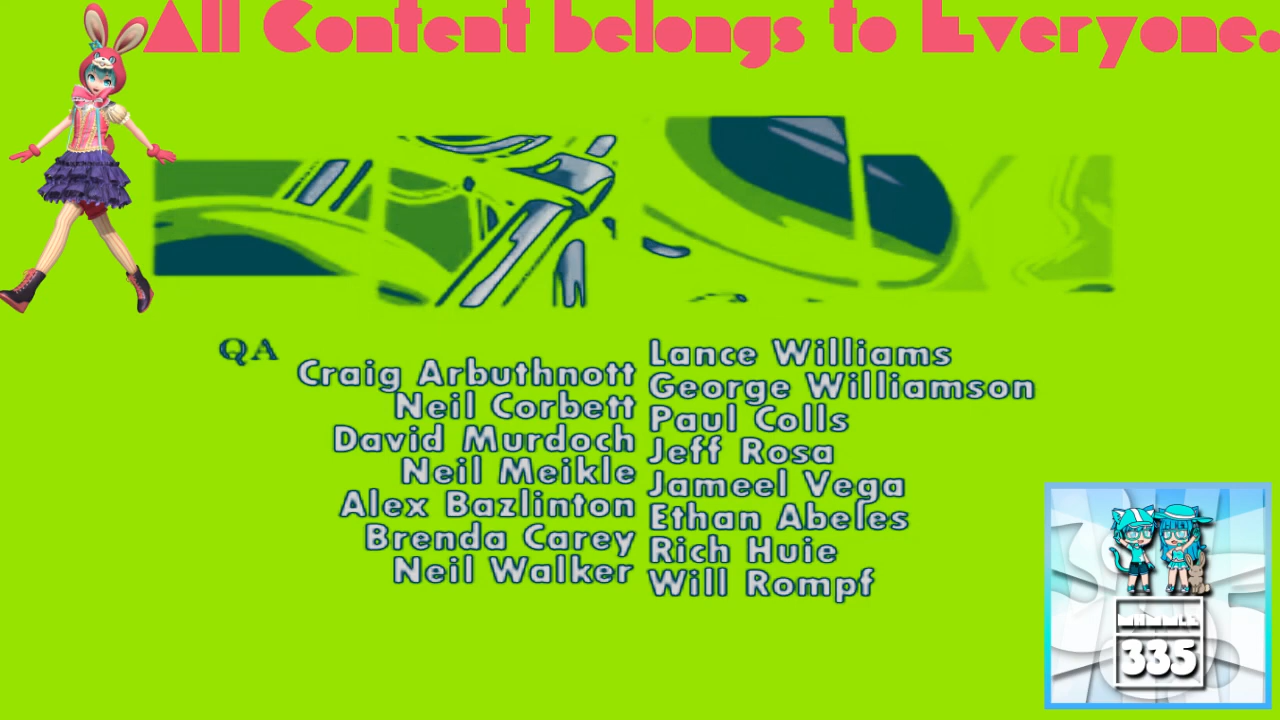 All Content belongs to Everyone.
QA
Craig Arbuthnott
Neil Corbett
David Murdoch
Neil Meikle
Alex Bazlinton
Brenda Carey
Neil Walker
Lance Williams
George Williamson
Paul Colls
Jeff Rosa
Jameel Vega
Ethan Abeles
Rich Huie
Will Rompf
335